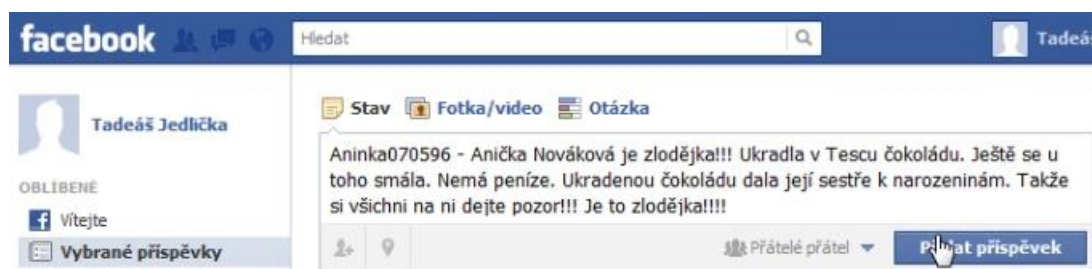 facebook Hledat Tadeá
Tadeáš Jedlička
Stav Fotka/video Otázka
Aninka070596 - Anička Nováková je zlodějka!!! Ukradla v Tescu čokoládu. Ještě se u
toho smála. Nemá peníze. Ukradenou čokoládu dala její sestře k narozeninám. Takže
si všichni na ni dejte pozor!!! Je to zlodějka!!!!
OBLÍBENÉ
Vítejte
Vybrané příspěvky
Přátelé přátel
příspěvek